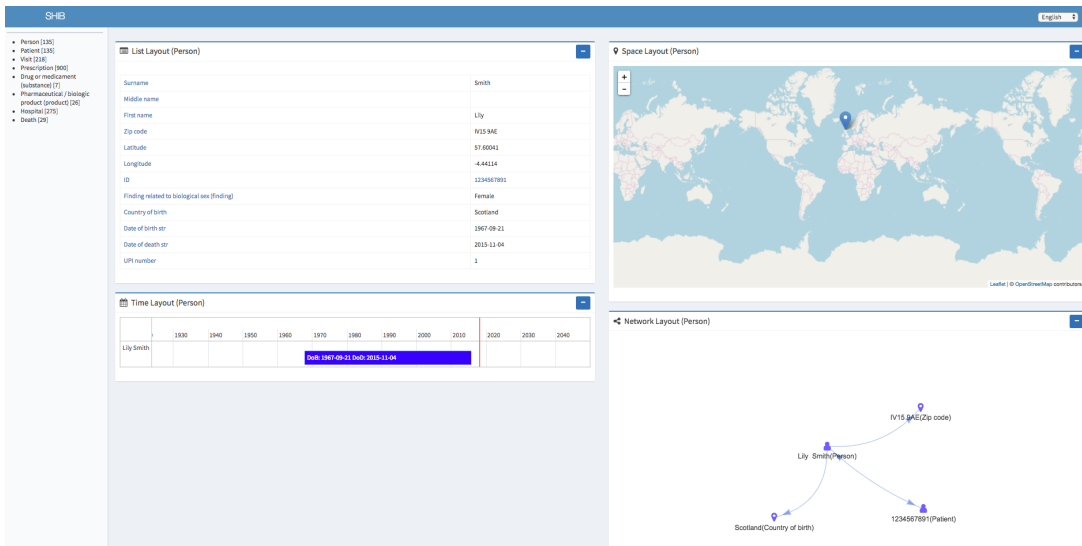 SHIB
English
Person [135]
Patient [135]
Visit [218]
Prescription [900]
Drug or medicament
(substance) [7]
Pharmaceutical / biologic
product (product) [26]
Hospital [275]
Death [29]
List Layout (Person)
Surname Smith
Middle name
First name Lily
Zip code IV15 9AE
Latitude 57.60041
Longitude -4.44114
ID 1234567891
Finding related to biological sex (finding) Female
Country of birth Scotland
Date of birth str 1967-09-21
Date of death str 2015-11-04
UPI number 1
Time Layout (Person)
1930 1940 1950 1960 1970 1980 1990 2000 2010 2020 2030 2040
Lily Smith
DoB: 1967-09-21 DoD: 2015-11-04
Space Layout (Person)
+
-
Leaflet | © OpenStreetMap contributors
Network Layout (Person)
IV15 9AE(Zip code)
Lily Smith(Person)
1234567891(Patient)
Scotland(Country of birth)